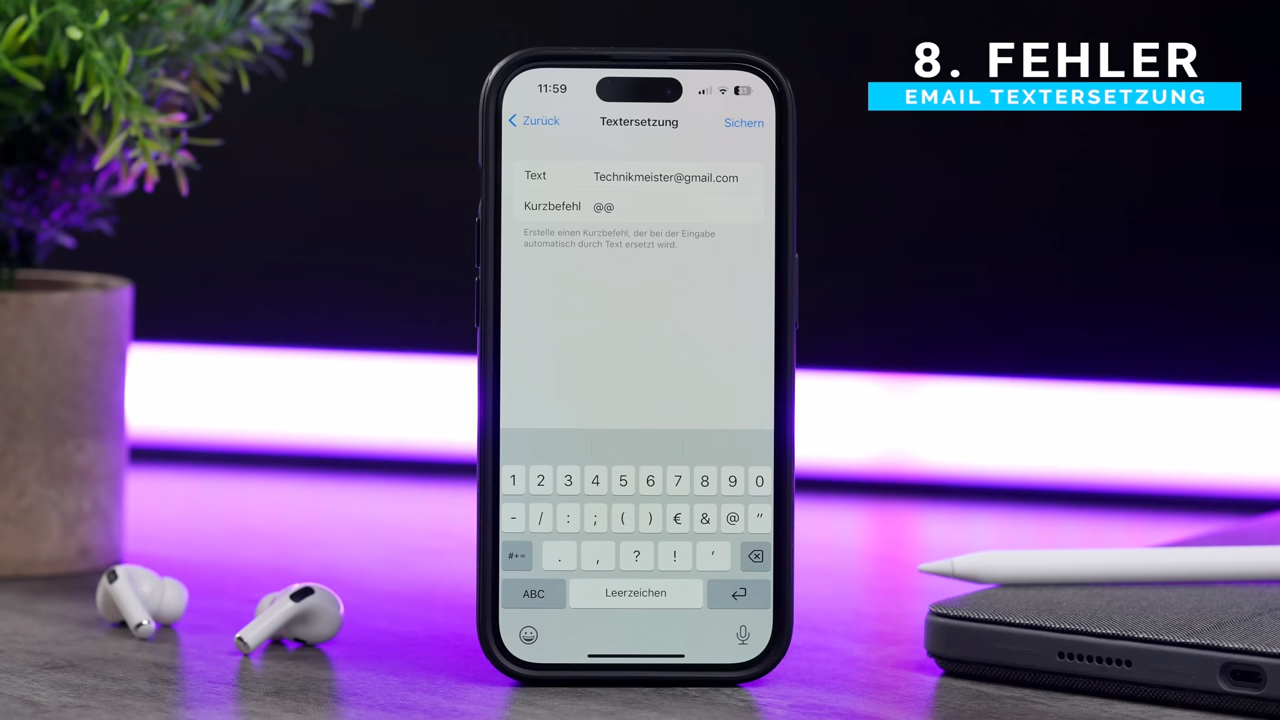 8. FEHLER
EMAIL TEXTERSETZUNG
11:59
31
Zurück
Textersetzung
Sichern
Text
Technikmeister@gmail.com
Kurzbefehl
@@
Erstelle einen Kurzbefehl, der bei der Eingabe
automatisch durch Text ersetzt wird.
1 2 3 4 5 6 7 8 9 0
- / : ; ( ) € & @ "
#+= . , ? ! '
ABC
Leerzeichen